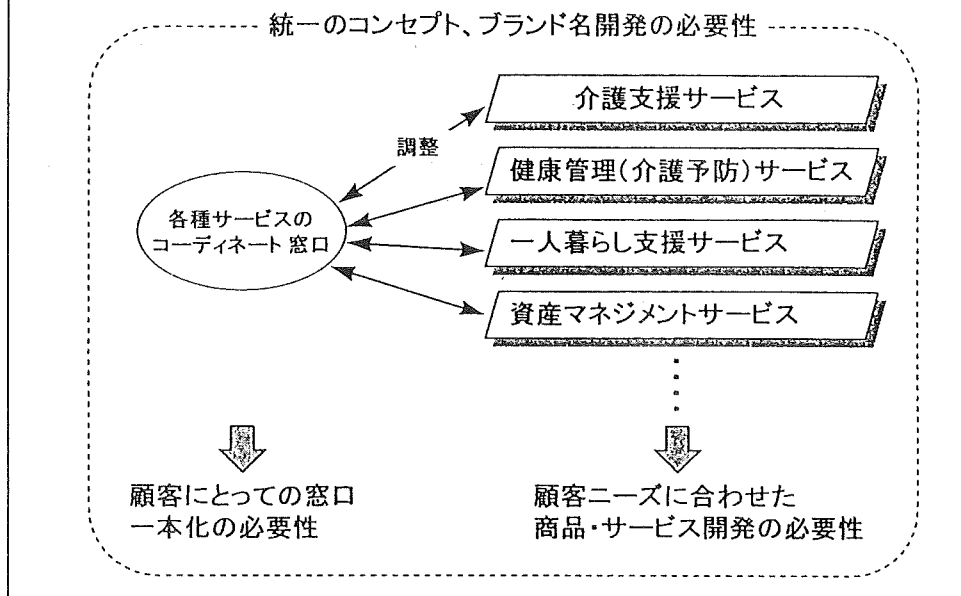 統一のコンセプト、ブランド名開発の必要性
介護支援サービス
調整
健康管理(介護予防)サービス
各種サービスの
コーディネート 窓口
一人暮らし支援サービス
資産マネジメントサービス
顧客にとっての窓口
一本化の必要性
顧客ニーズに合わせた
商品・サービス開発の必要性